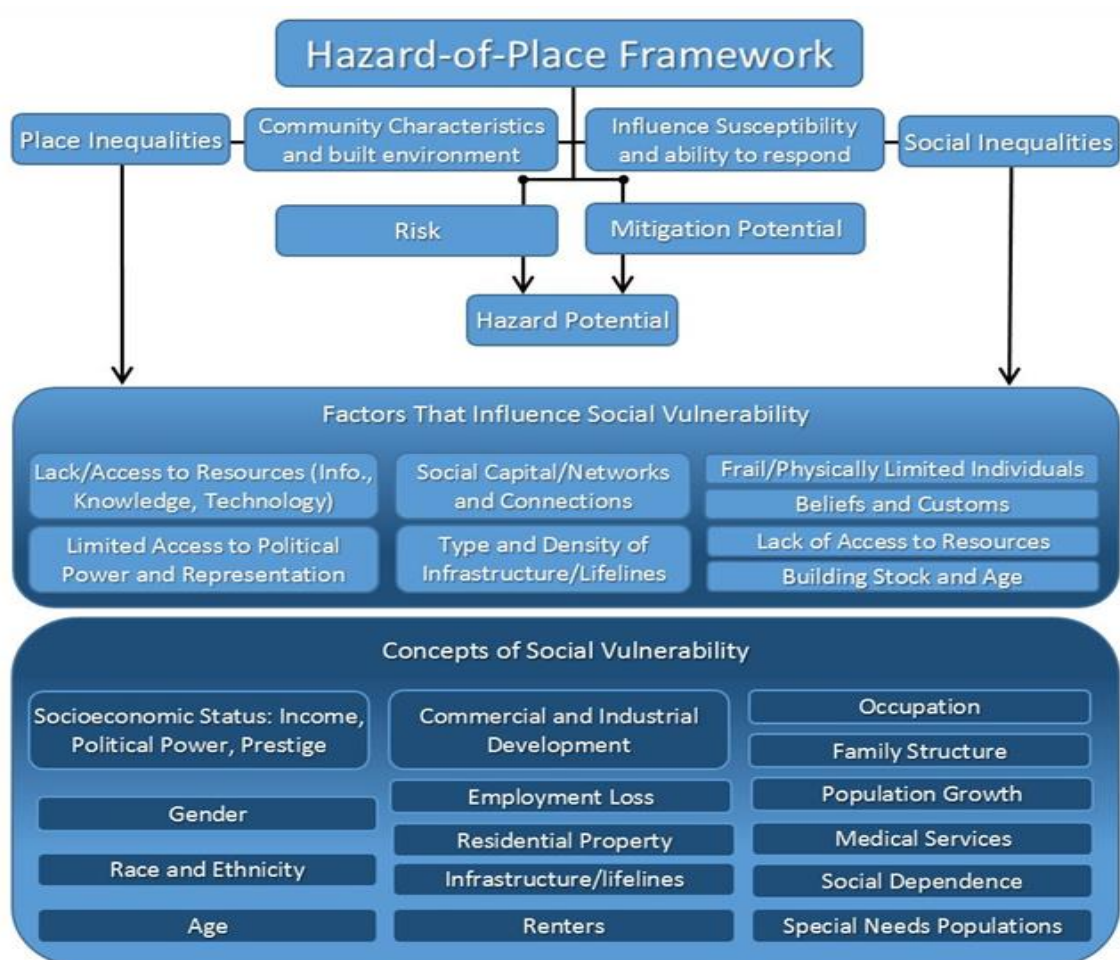 Hazard-of-Place Framework
Place Inequalities
Community Characteristics
and built environment
Influence Susceptibility
and ability to respond
Social Inequalities
Risk
Mitigation Potential
Hazard Potential
Factors That Influence Social Vulnerability
Lack/Access to Resources (Info.,
Knowledge, Technology)
Limited Access to Political
Power and Representation
Social Capital/Networks
and Connections
Type and Density of
Infrastructure/Lifelines
Frail/Physically Limited Individuals
Beliefs and Customs
Lack of Access to Resources
Building Stock and Age
Concepts of Social Vulnerability
Socioeconomic Status: Income,
Political Power, Prestige
Gender
Race and Ethnicity
Age
Commercial and Industrial
Development
Employment Loss
Residential Property
Infrastructure/lifelines
Renters
Occupation
Family Structure
Population Growth
Medical Services
Social Dependence
Special Needs Populations